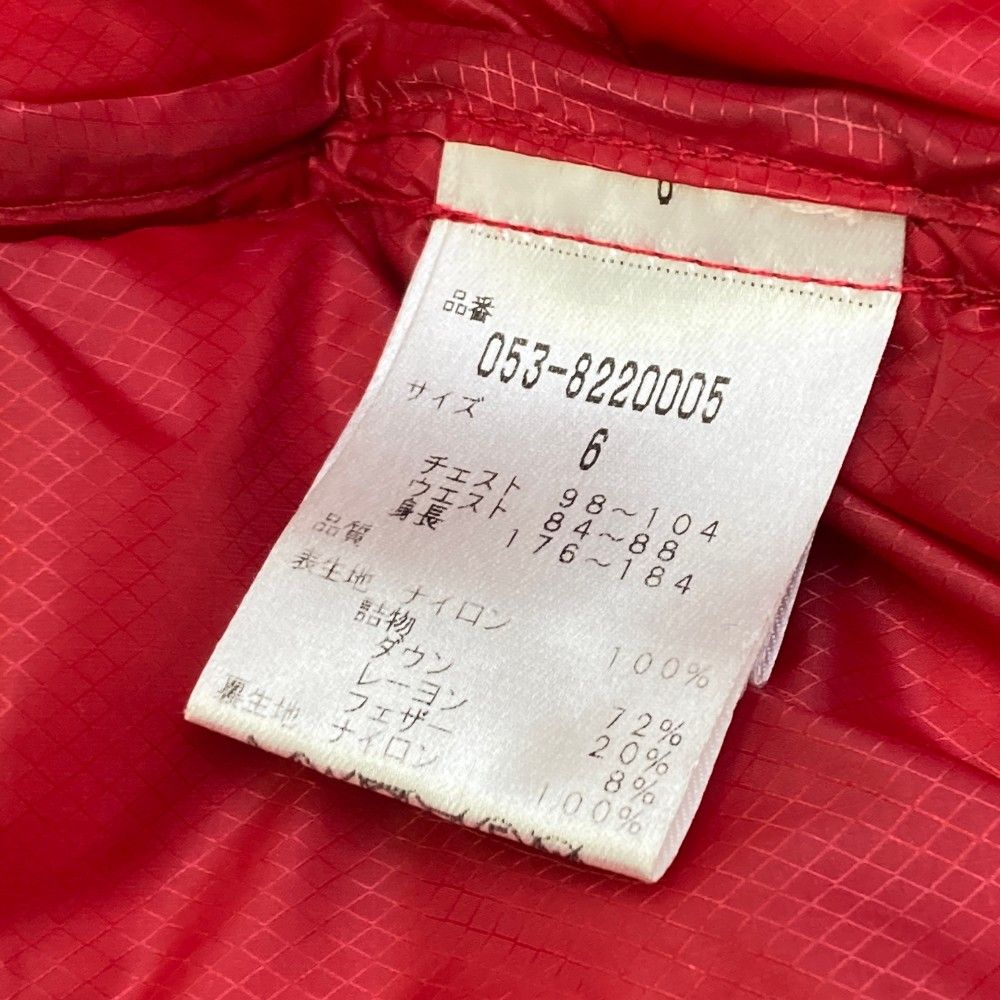 品番
053-8220005
サイズ
6
チェスト 98~104
ウエスト 84~88
身長 176~184
品質
表生地 ナイロン 100%
詰物
ダウン 72%
レーヨン 20%
フェザー 8%
裏生地 ナイロン 100%